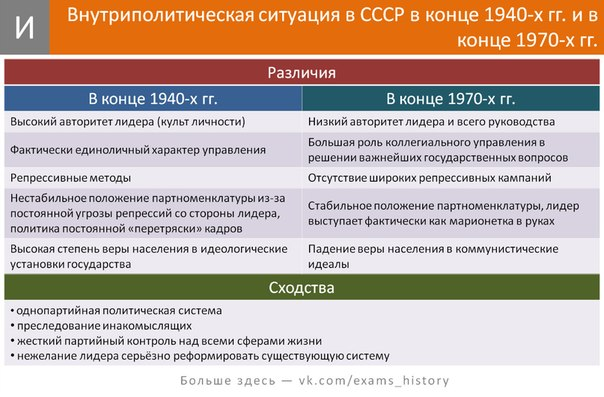 И
Внутриполитическая ситуация в СССР в конце 1940-х гг. и в
конце 1970-х гг.
Различия
В конце 1940-х гг.
В конце 1970-х гг.
Высокий авторитет лидера (культ личности)
Низкий авторитет лидера и всего руководства
Фактически единоличный характер управления
Большая роль коллегиального управления в
решении важнейших государственных вопросов
Репрессивные методы
Отсутствие широких репрессивных кампаний
Нестабильное положение партноменклатуры из-за
постоянной угрозы репрессий со стороны лидера,
политика постоянной «перетряски» кадров
Стабильное положение партноменклатуры, лидер
выступает фактически как марионетка в руках
Высокая степень веры населения в идеологические
установки государства
Падение веры населения в коммунистические
идеалы
Сходства
• однопартийная политическая система
• преследование инакомыслящих
• жесткий партийный контроль над всеми сферами жизни
• нежелание лидера серьёзно реформировать существующую систему
Больше здесь — vk.com/exams_history